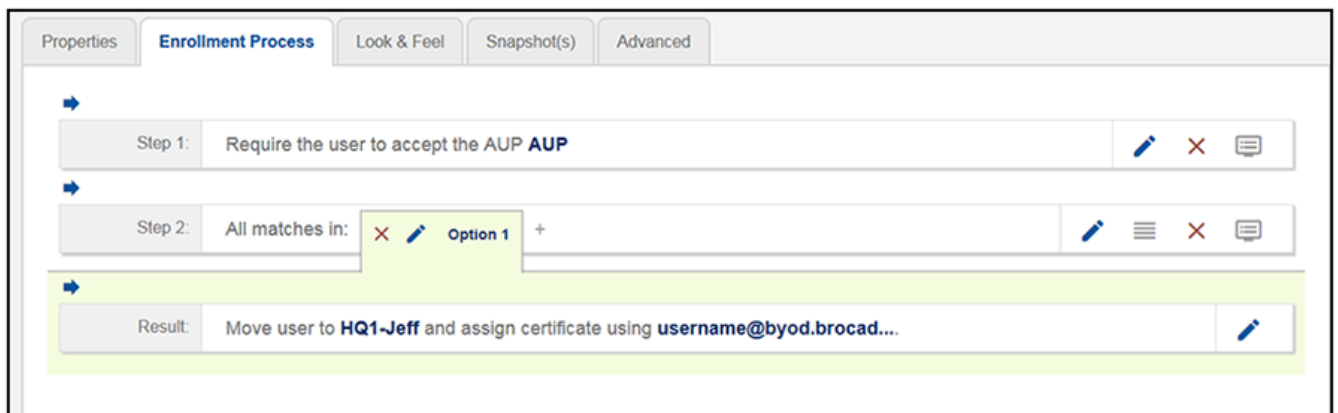 Properties Enrollment Process Look & Feel Snapshot(s) Advanced
Step 1: Require the user to accept the AUP AUP
Step 2: All matches in: Option 1 +
Result: Move user to HQ1-Jeff and assign certificate using username@byod.brocad....